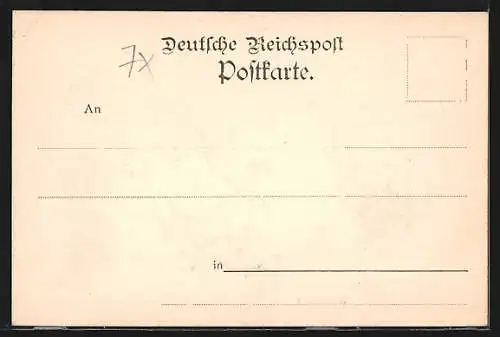 Deutsche Reichspost
7x
Postkarte.
An
in